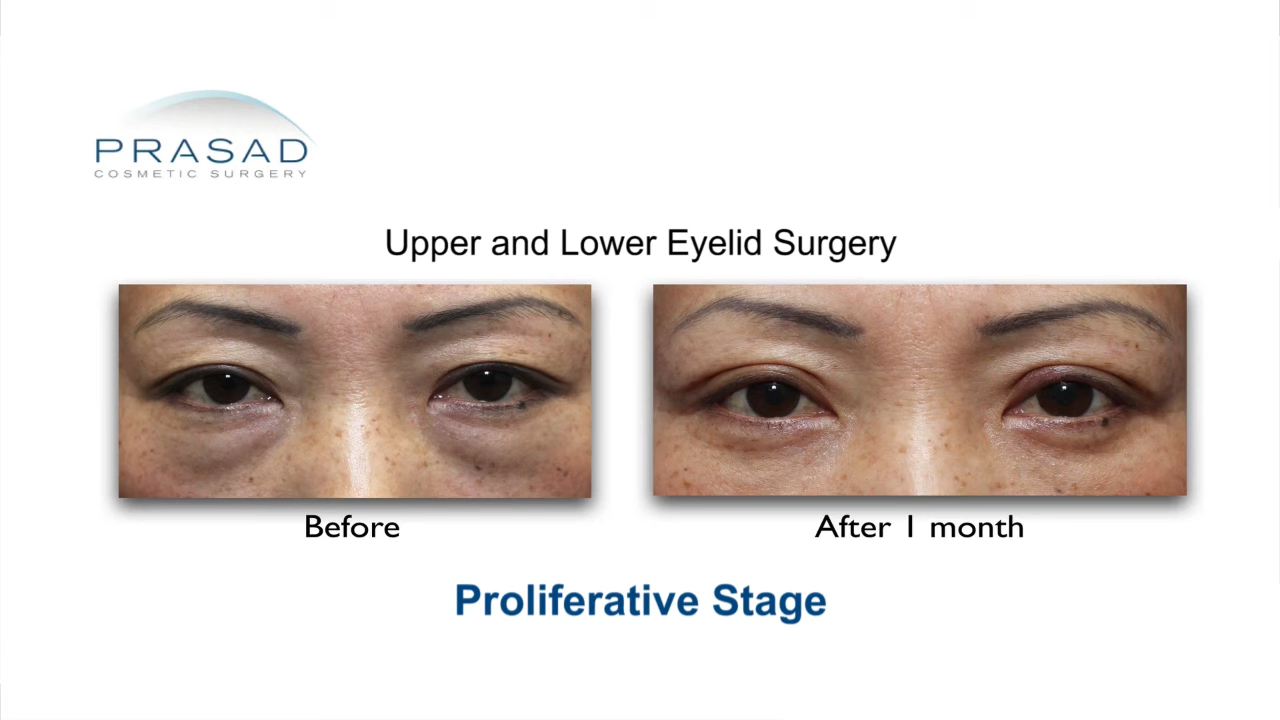 PRASAD
COSMETIC SURGERY
Upper and Lower Eyelid Surgery
Before
After 1 month
Proliferative Stage